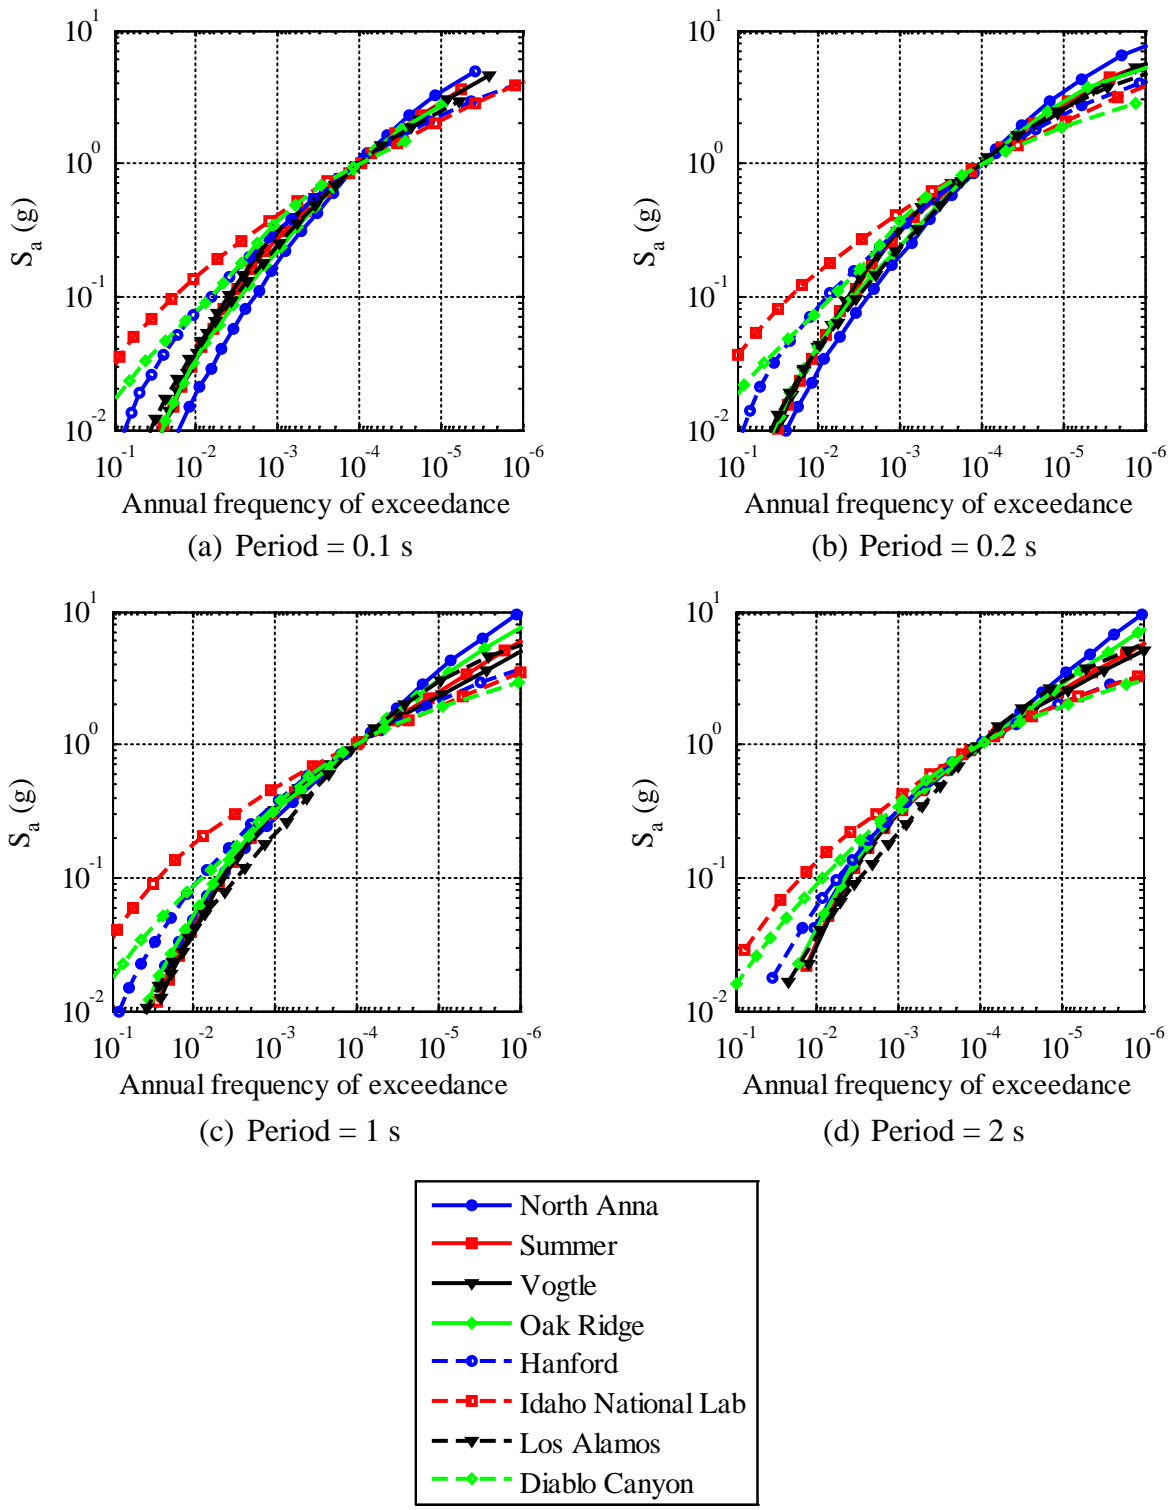 10^1
10^0
10^-1
10^-2
S_a (g)
10^-1 10^-2 10^-3 10^-4 10^-5 10^-6
Annual frequency of exceedance
(a) Period = 0.1 s
10^1
10^0
10^-1
10^-2
S_a (g)
10^-1 10^-2 10^-3 10^-4 10^-5 10^-6
Annual frequency of exceedance
(b) Period = 0.2 s
10^1
10^0
10^-1
10^-2
S_a (g)
10^-1 10^-2 10^-3 10^-4 10^-5 10^-6
Annual frequency of exceedance
(c) Period = 1 s
10^1
10^0
10^-1
10^-2
S_a (g)
10^-1 10^-2 10^-3 10^-4 10^-5 10^-6
Annual frequency of exceedance
(d) Period = 2 s
North Anna
Summer
Vogtle
Oak Ridge
Hanford
Idaho National Lab
Los Alamos
Diablo Canyon